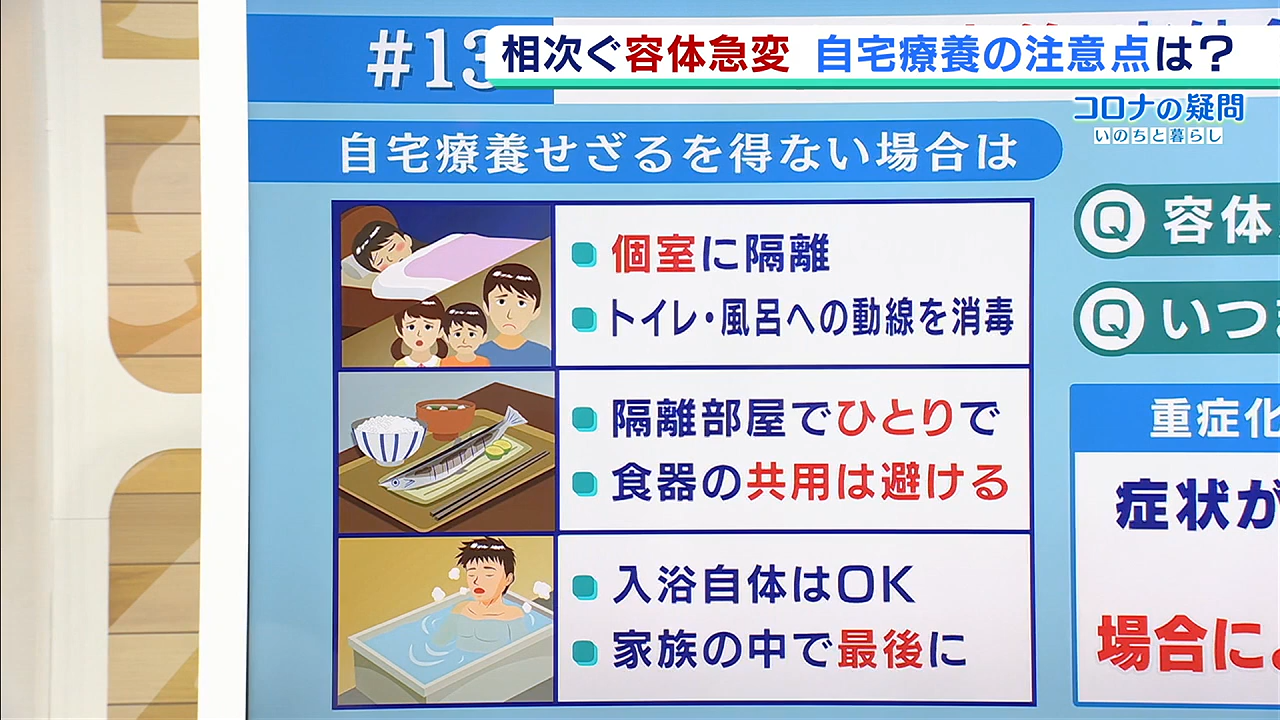 #13
相次ぐ容体急変 自宅療養の注意点は?
コロナの疑問
いのちと暮らし
自宅療養せざるを得ない場合は
個室に隔離
トイレ・風呂への動線を消毒
隔離部屋でひとりで
食器の共用は避ける
入浴自体はOK
家族の中で最後に
Q 容体
Q いつ
重症化
症状が
場合に